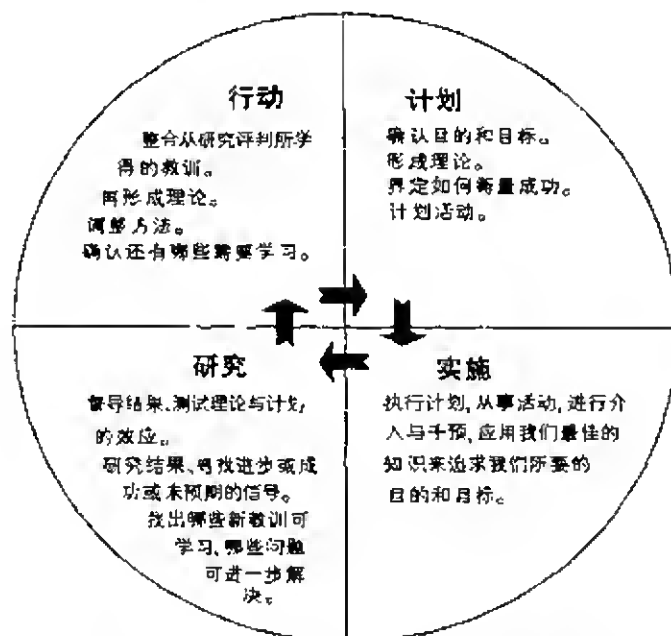 行动
整合从研究评判所学
得的教训。
再形成理论。
调整方法。
确认还有哪些需要学习。
计划
确认目的和目标。
形成理论。
界定如何衡量成功。
计划活动。
研究
督导结果、测试理论与计划
的效应。
研究结果、寻找进步或成
功或未预期的信号。
找出哪些新教训可
学习、哪些问题
可进一步解
决。
实施
执行计划, 从事活动, 进行介
入与干预, 应用我们最佳的
知识来追求我们所要的
目的和目标。